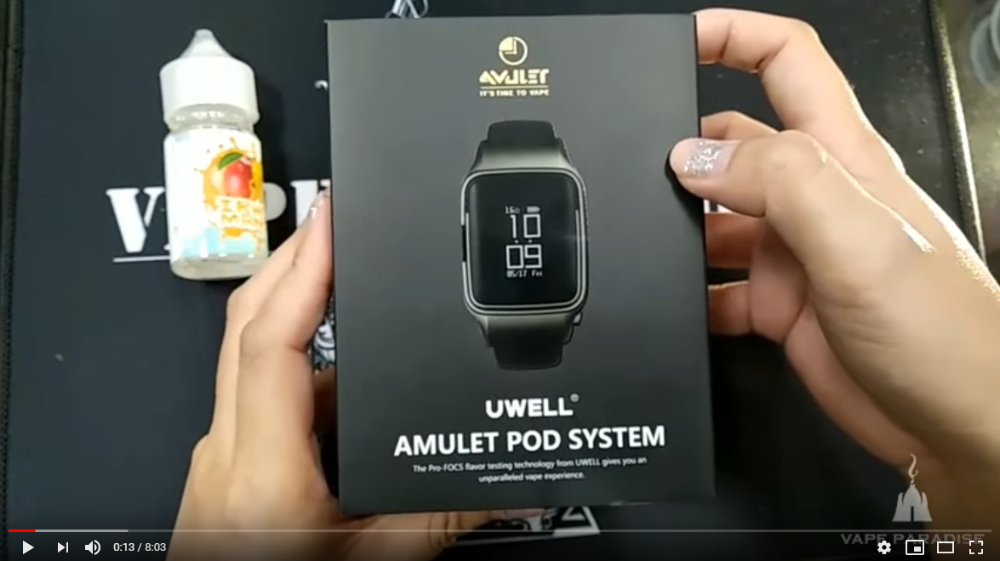 AMULET
IT'S TIME TO VAPE
160
10
09
05/17 Fri
UWELL®
AMULET POD SYSTEM
The Pro-FOCS flavor testing technology from UWELL gives you an
unparalleled vape experience.
VAPE PARADISE
0:13 / 8:03